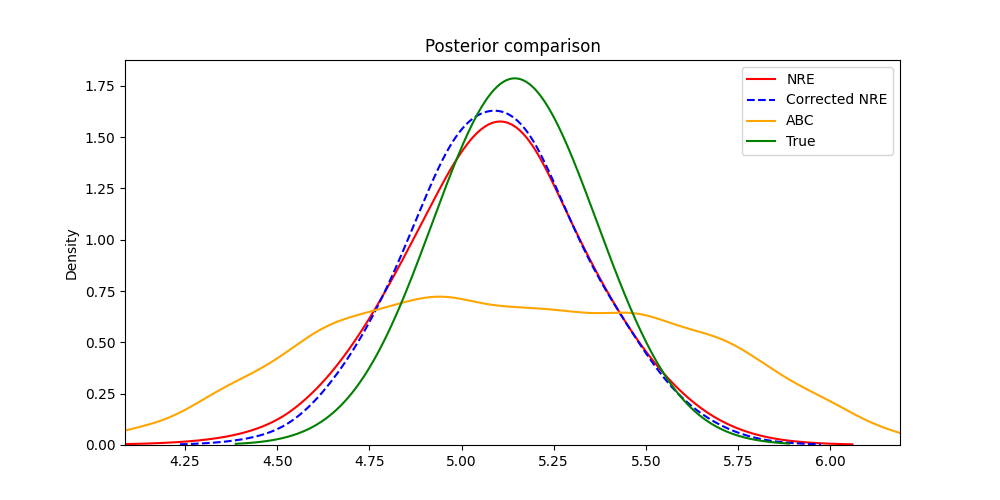 Posterior comparison
NRE
Corrected NRE
ABC
True
Density
1.75
1.50
1.25
1.00
0.75
0.50
0.25
0.00
4.25 4.50 4.75 5.00 5.25 5.50 5.75 6.00